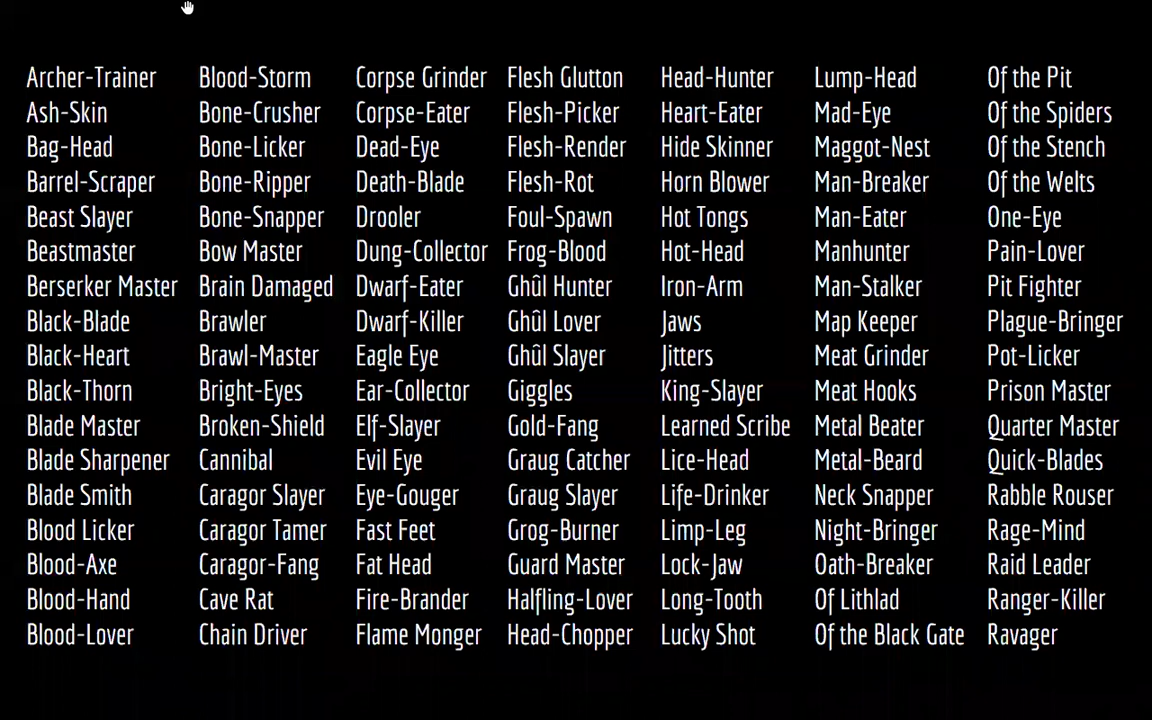 Archer-Trainer
Ash-Skin
Bag-Head
Barrel-Scraper
Beast Slayer
Beastmaster
Berserker Master
Black-Blade
Black-Heart
Black-Thorn
Blade Master
Blade Sharpener
Blade Smith
Blood Licker
Blood-Axe
Blood-Hand
Blood-Lover
Blood-Storm
Bone-Crusher
Bone-Licker
Bone-Ripper
Bone-Snapper
Bow Master
Brain Damaged
Brawler
Brawl-Master
Bright-Eyes
Broken-Shield
Cannibal
Caragor Slayer
Caragor Tamer
Caragor-Fang
Cave Rat
Chain Driver
Corpse Grinder
Corpse-Eater
Dead-Eye
Death-Blade
Drooler
Dung-Collector
Dwarf-Eater
Dwarf-Killer
Eagle Eye
Ear-Collector
Elf-Slayer
Evil Eye
Eye-Gouger
Fast Feet
Fat Head
Fire-Brander
Flame Monger
Flesh Glutton
Flesh-Picker
Flesh-Render
Flesh-Rot
Foul-Spawn
Frog-Blood
Ghûl Hunter
Ghûl Lover
Ghûl Slayer
Giggles
Gold-Fang
Graug Catcher
Graug Slayer
Grog-Burner
Guard Master
Halfling-Lover
Head-Chopper
Head-Hunter
Heart-Eater
Hide Skinner
Horn Blower
Hot Tongs
Hot-Head
Iron-Arm
Jaws
Jitters
King-Slayer
Learned Scribe
Lice-Head
Life-Drinker
Limp-Leg
Lock-Jaw
Long-Tooth
Lucky Shot
Lump-Head
Mad-Eye
Maggot-Nest
Man-Breaker
Man-Eater
Manhunter
Man-Stalker
Map Keeper
Meat Grinder
Meat Hooks
Metal Beater
Metal-Beard
Neck Snapper
Night-Bringer
Oath-Breaker
Of Lithlad
Of the Black Gate
Of the Pit
Of the Spiders
Of the Stench
Of the Welts
One-Eye
Pain-Lover
Pit Fighter
Plague-Bringer
Pot-Licker
Prison Master
Quarter Master
Quick-Blades
Rabble Rouser
Rage-Mind
Raid Leader
Ranger-Killer
Ravager